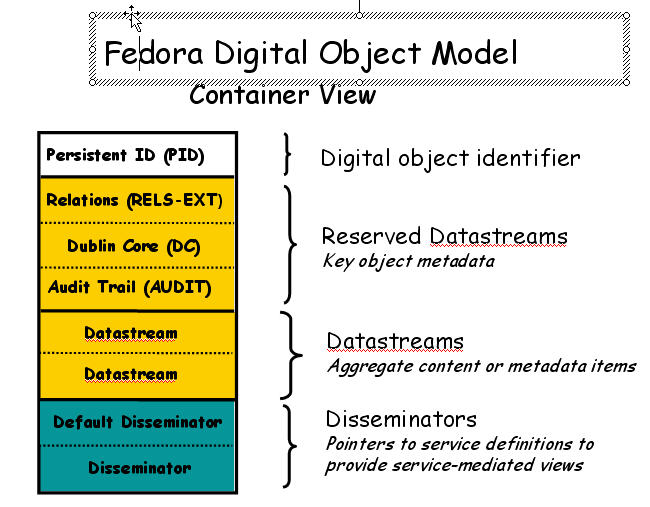 Fedora Digital Object Model
Container View
Persistent ID (PID)
Digital object identifier
Relations (RELS-EXT)
Dublin Core (DC)
Audit Trail (AUDIT)
Reserved Datastreams
Key object metadata
Datastream
Datastream
Datastreams
Aggregate content or metadata items
Default Disseminator
Disseminator
Disseminators
Pointers to service definitions to
provide service-mediated views